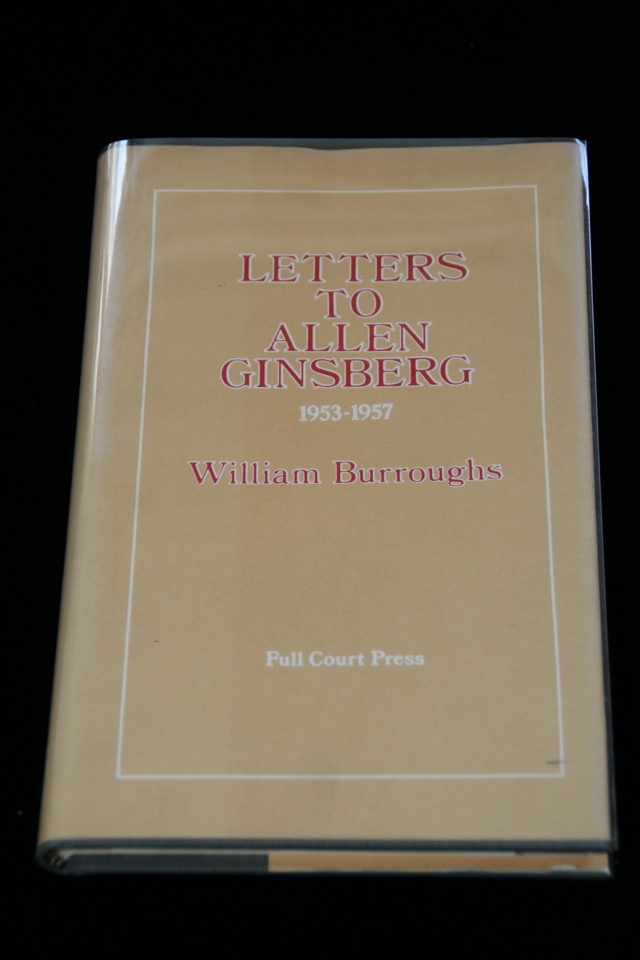 LETTERS
TO
ALLEN
GINSBERG
1953-1957
William Burroughs
Full Court Press